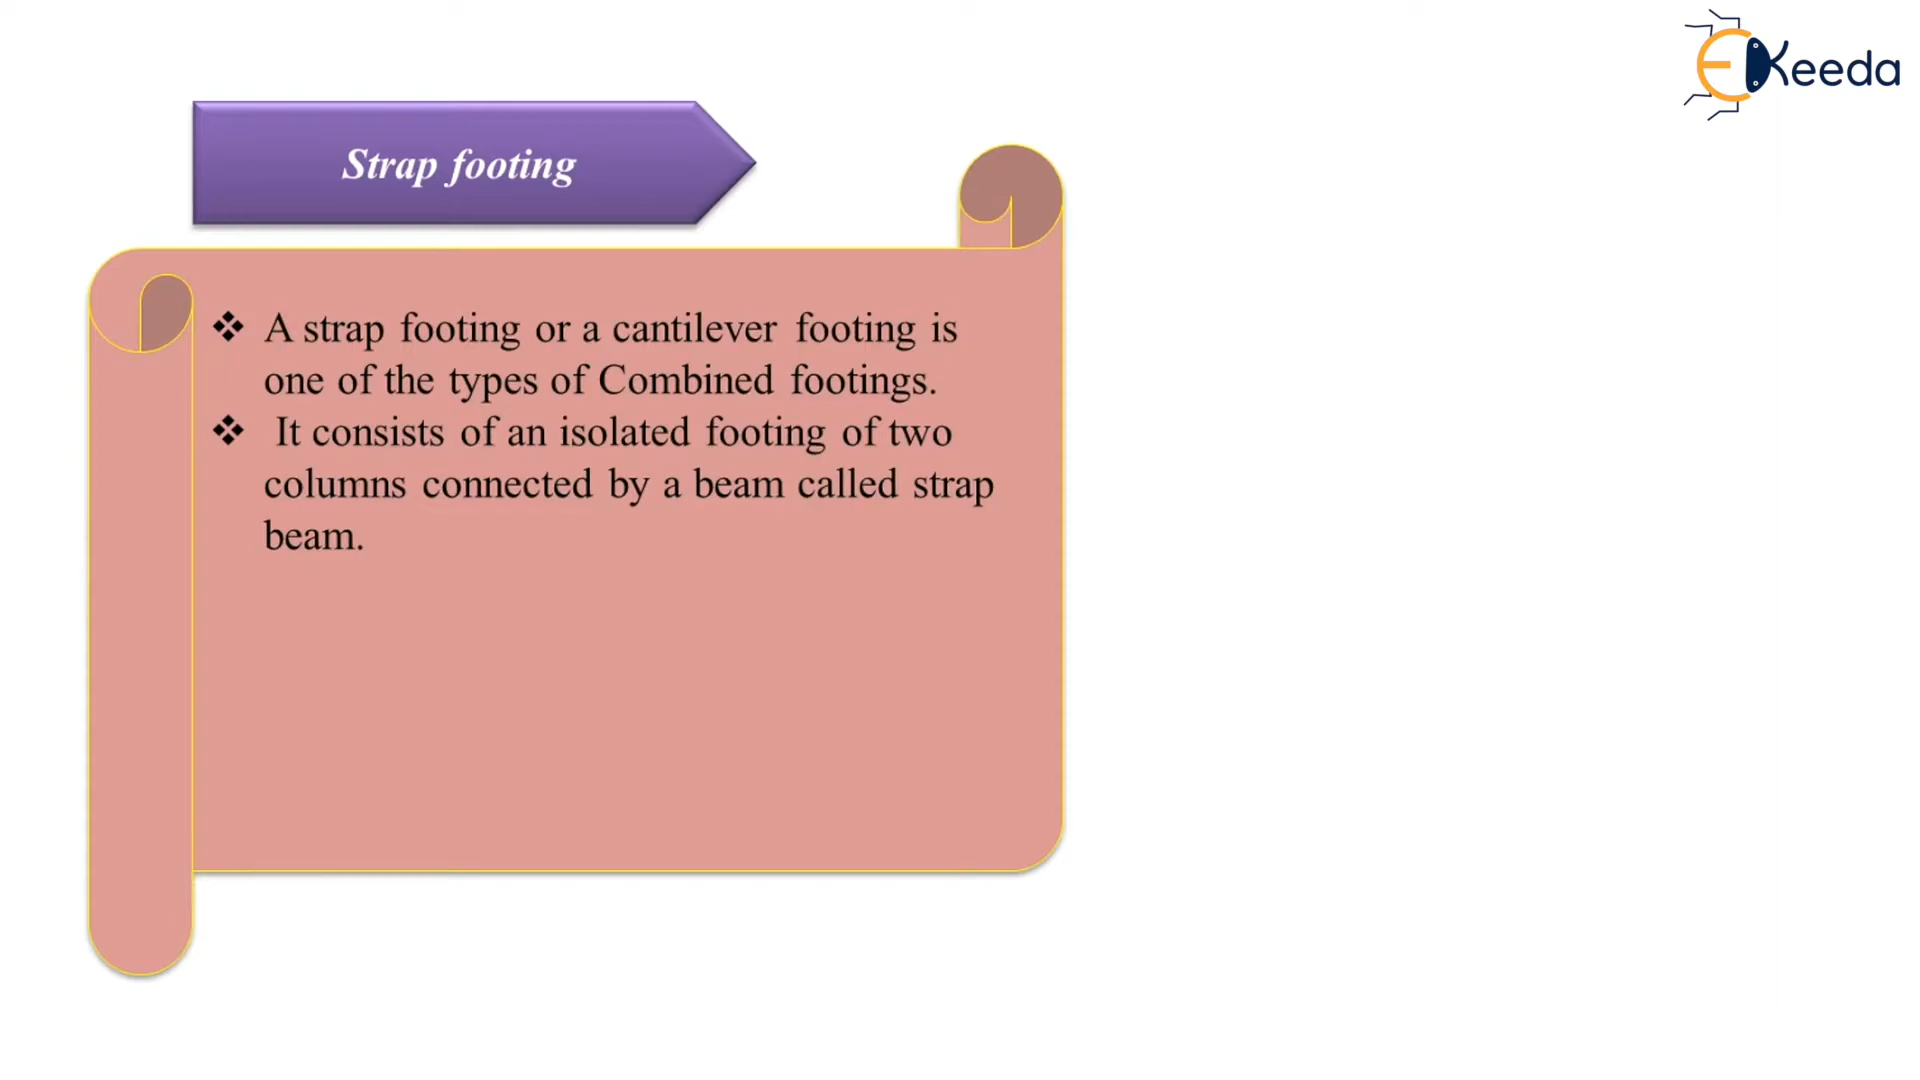 EKeeda
Strap footing
❖ A strap footing or a cantilever footing is
one of the types of Combined footings.
❖ It consists of an isolated footing of two
columns connected by a beam called strap
beam.